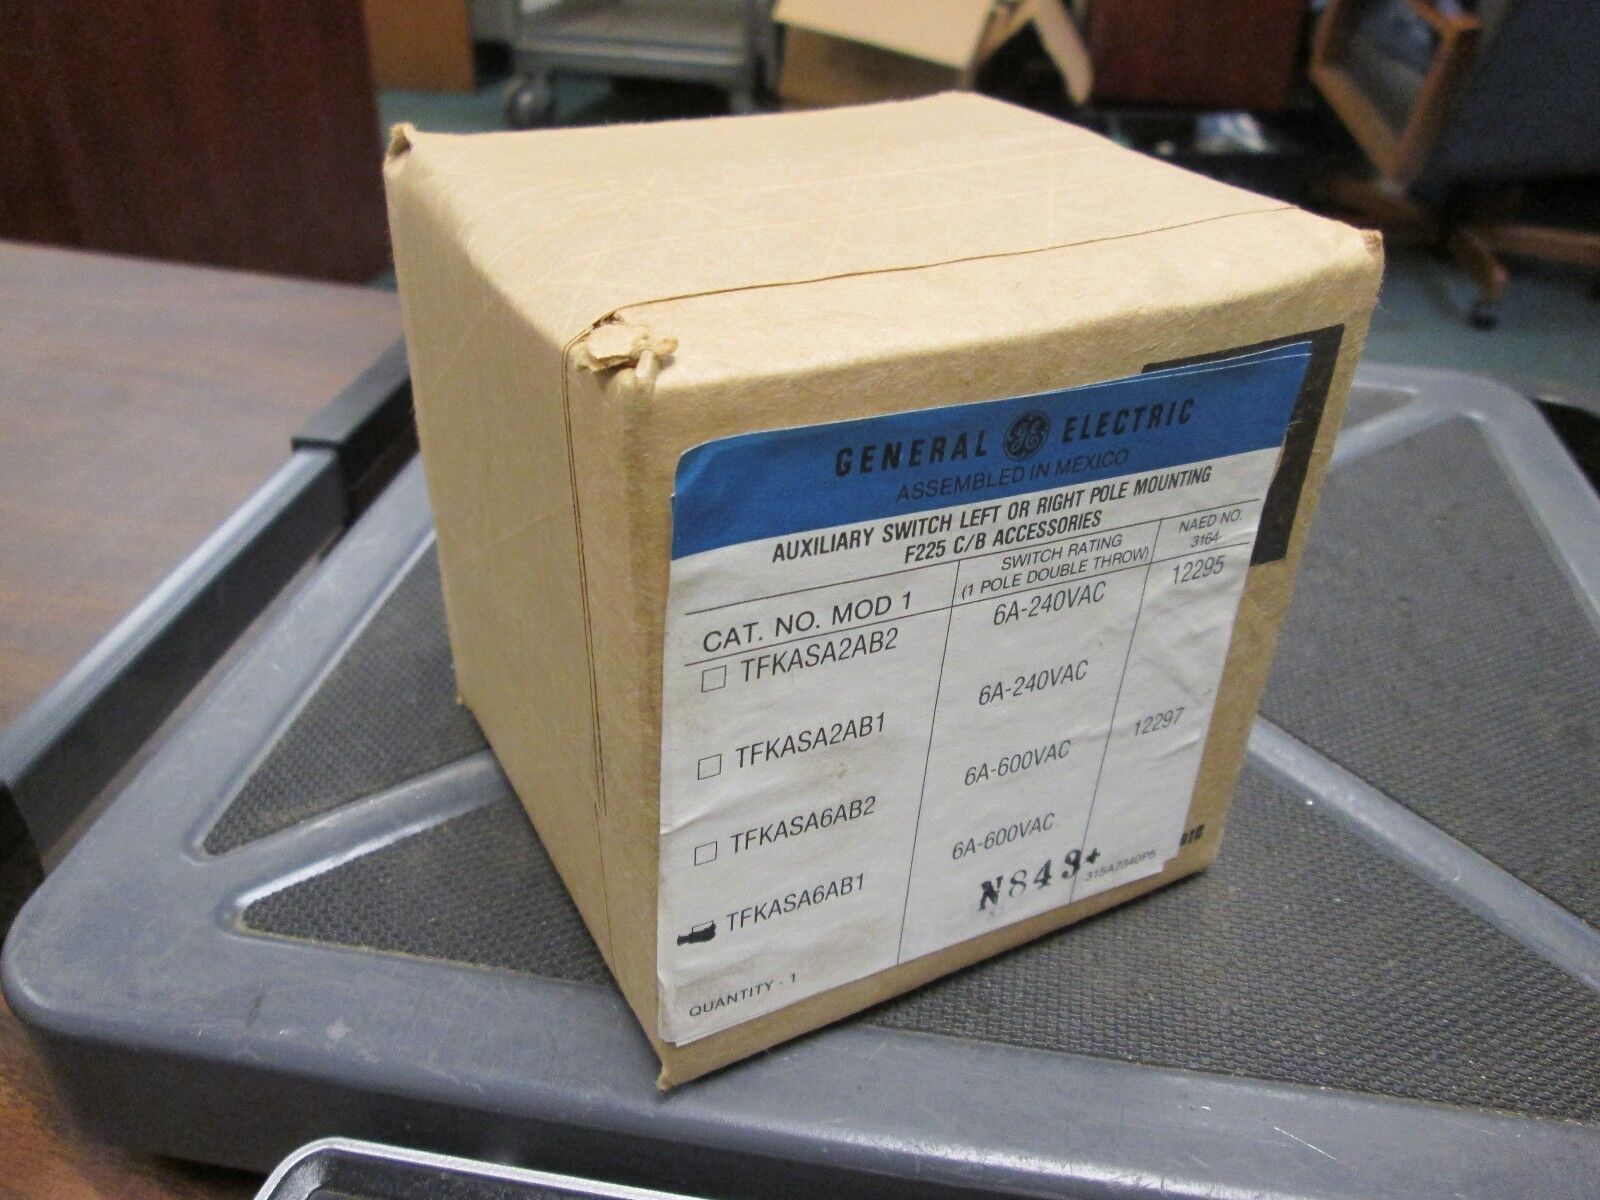 GENERAL GE ELECTRIC
ASSEMBLED IN MEXICO
AUXILIARY SWITCH LEFT OR RIGHT POLE MOUNTING
F225 C/B ACCESSORIES
CAT. NO. MOD 1 SWITCH RATING (1 POLE DOUBLE THROW) NAED NO. 3164-
TFKASA2AB2 6A-240VAC 12295
TFKASA2AB1 6A-240VAC
TFKASA6AB2 6A-600VAC 12297
TFKASA6AB1 6A-600VAC
N843+
315A7340P5
QUANTITY - 1